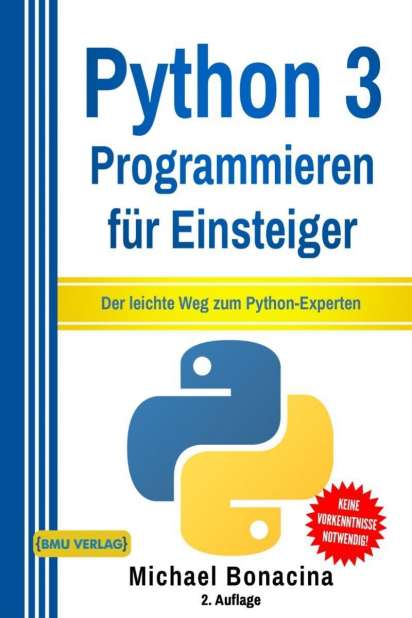 Python 3
Programmieren
für Einsteiger
Der leichte Weg zum Python-Experten
KEINE
VORKENNTNISSE
NOTWENDIG!
{BMU VERLAG}
Michael Bonacina
2. Auflage